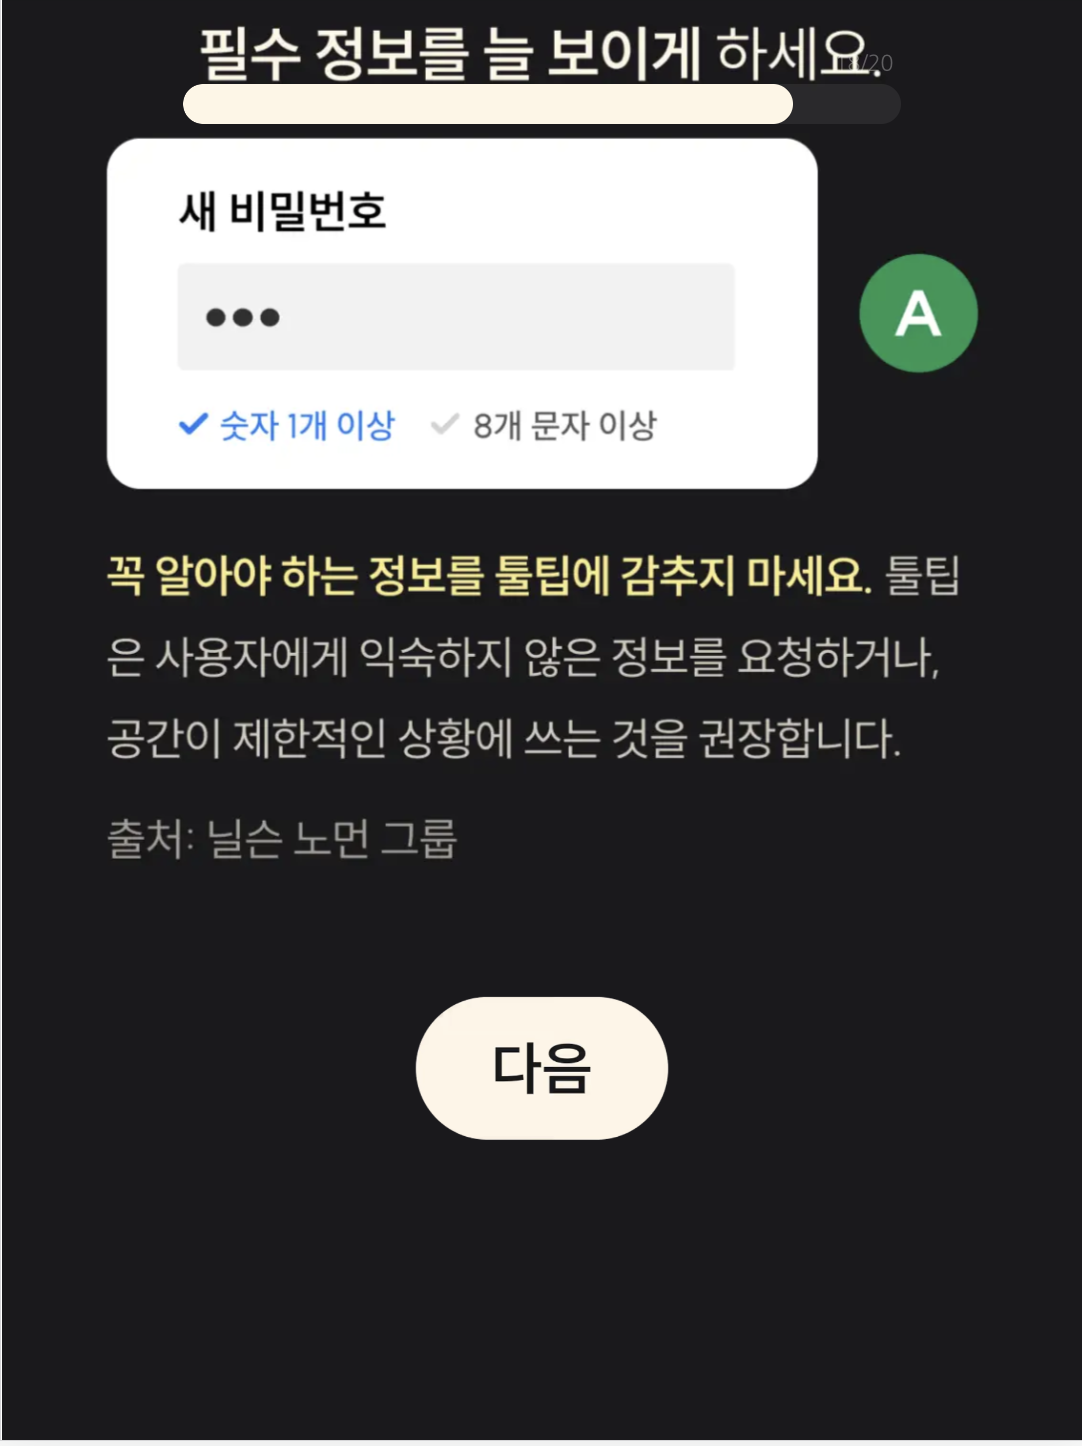 필수 정보를 늘 보이게 하세요.
새 비밀번호
A
숫자 1개 이상 8개 문자 이상
꼭 알아야 하는 정보를 툴팁에 감추지 마세요. 툴팁
은 사용자에게 익숙하지 않은 정보를 요청하거나,
공간이 제한적인 상황에 쓰는 것을 권장합니다.
출처: 닐슨 노먼 그룹
다음